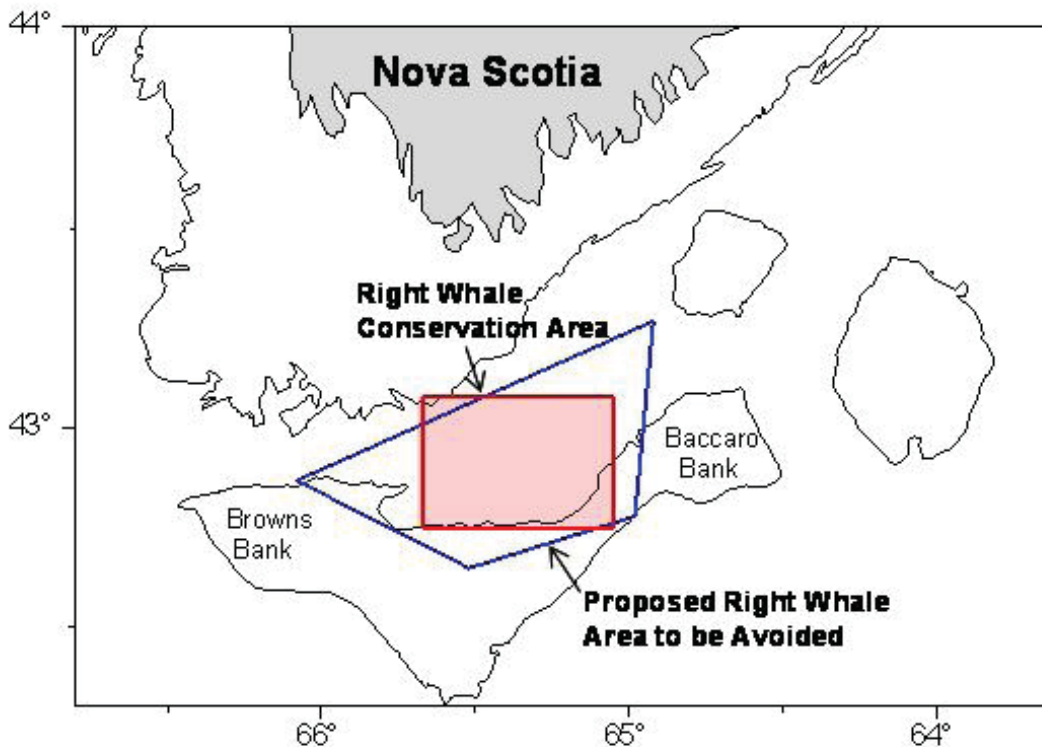 44°
Nova Scotia
Right Whale
Conservation Area
43°
Baccaro
Bank
Browns
Bank
Proposed Right Whale
Area to be Avoided
66°
65°
64°